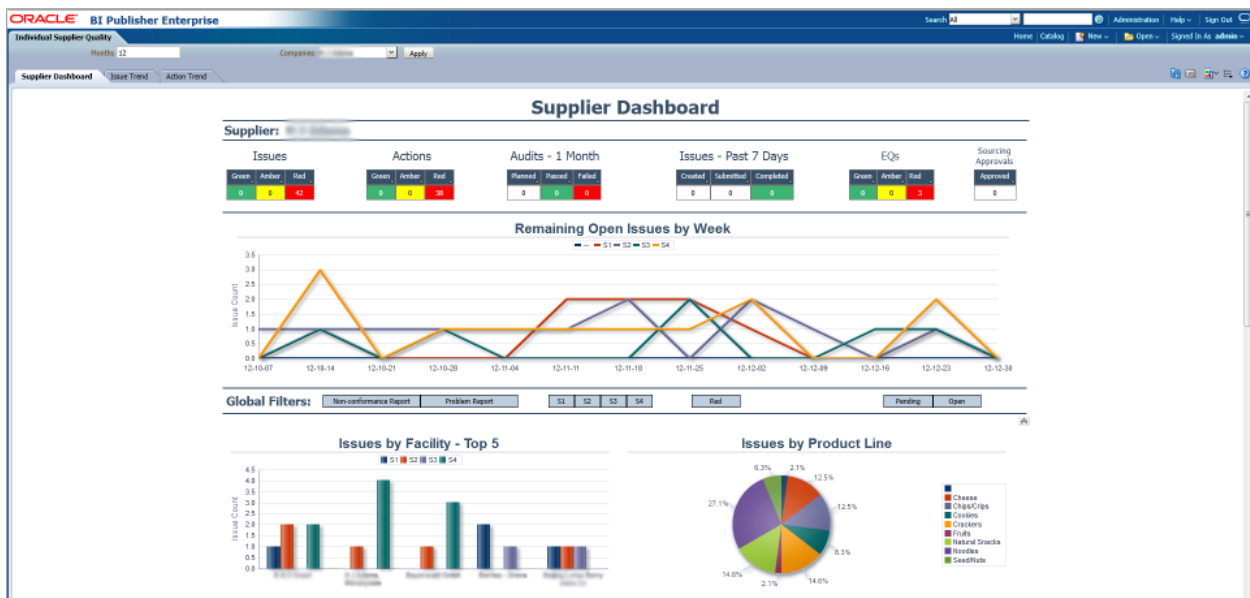 ORACLE BI Publisher Enterprise
Search All Administration Help Sign Out
Individual Supplier Quality
Home Catalog New Open Signed In As admin
Months 12 Companies Apply
Supplier Dashboard Issue Trend Action Trend
Supplier Dashboard
Supplier:
Issues Actions Audits - 1 Month Issues - Past 7 Days EQs Sourcing
Approvals
Green Amber Red Green Amber Red Planned Passed Failed Created Submitted Completed Green Amber Red Approved
0 0 42 0 0 38 0 0 0 0 0 0 0 0 3 0
Remaining Open Issues by Week
-- S1 S2 S3 S4
Issue Count
3.5
3.0
2.5
2.0
1.5
1.0
0.5
0.0
12-10-07 12-10-14 12-10-21 12-10-28 12-11-04 12-11-11 12-11-18 12-11-25 12-12-02 12-12-09 12-12-16 12-12-23 12-12-30
Global Filters: Non-conformance Report Problem Report S1 S2 S3 S4 Red Pending Open
Issues by Facility - Top 5
S1 S2 S3 S4
Issue Count
4.5
4.0
3.5
3.0
2.5
2.0
1.5
1.0
0.5
0.0
Issues by Product Line
6.3% 2.1%
12.5%
27.1%
12.5%
8.3%
14.6% 14.6%
2.1%
Cheese
Chips/Crips
Cookies
Crackers
Fruits
Natural Snacks
Noodles
Seed/Nuts